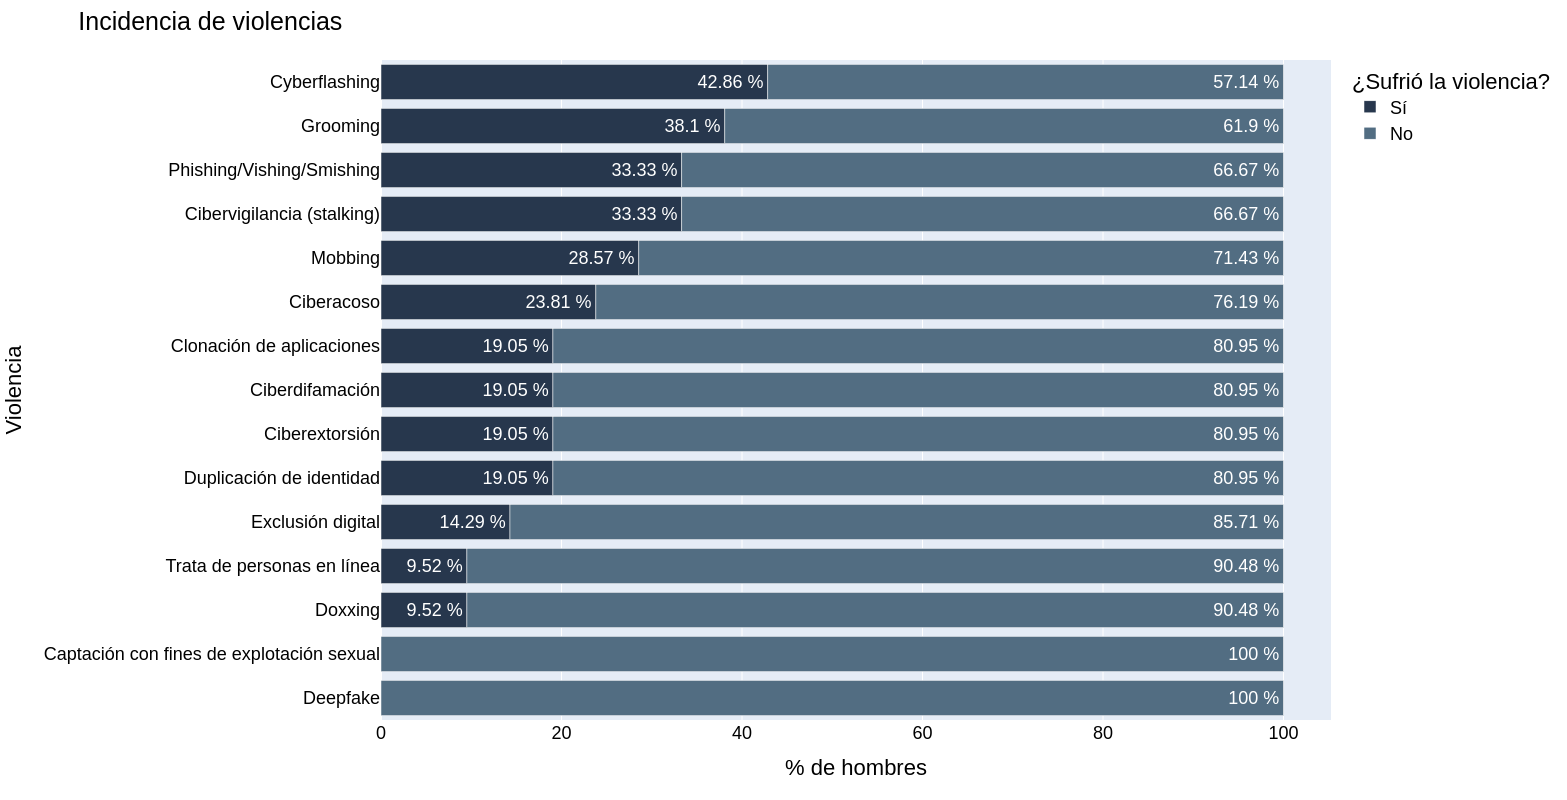 Incidencia de violencias
¿Sufrió la violencia?
Sí
No
Violencia
Cyberflashing 42.86 % 57.14 %
Grooming 38.1 % 61.9 %
Phishing/Vishing/Smishing 33.33 % 66.67 %
Cibervigilancia (stalking) 33.33 % 66.67 %
Mobbing 28.57 % 71.43 %
Ciberacoso 23.81 % 76.19 %
Clonación de aplicaciones 19.05 % 80.95 %
Ciberdifamación 19.05 % 80.95 %
Ciberextorsión 19.05 % 80.95 %
Duplicación de identidad 19.05 % 80.95 %
Exclusión digital 14.29 % 85.71 %
Trata de personas en línea 9.52 % 90.48 %
Doxxing 9.52 % 90.48 %
Captación con fines de explotación sexual 100 %
Deepfake 100 %
0 20 40 60 80 100
% de hombres